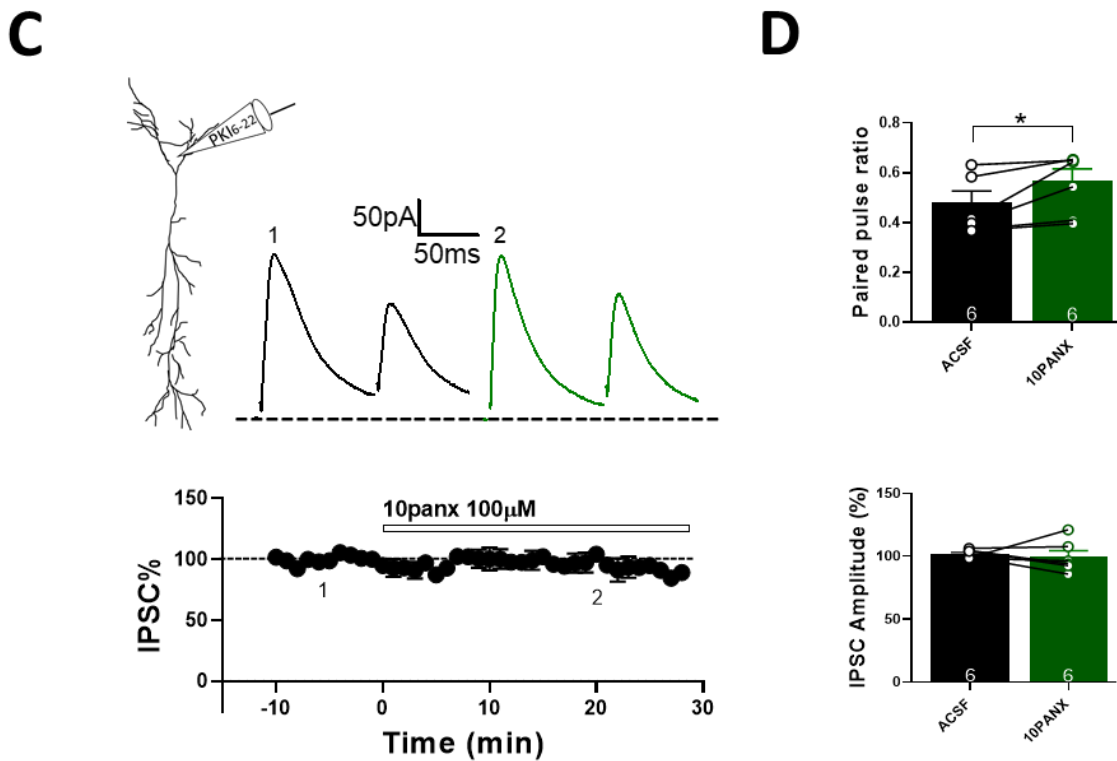 C
D
PKI6-22
50pA
50ms
1
2
150
100
50
0
IPSC%
10panx 100µM
1
2
-10
0
10
20
30
Time (min)
Paired pulse ratio
0.8
0.6
0.4
0.2
0.0
*
6
6
ACSF
10PANX
IPSC Amplitude (%)
150
100
50
0
6
6
ACSF
10PANX